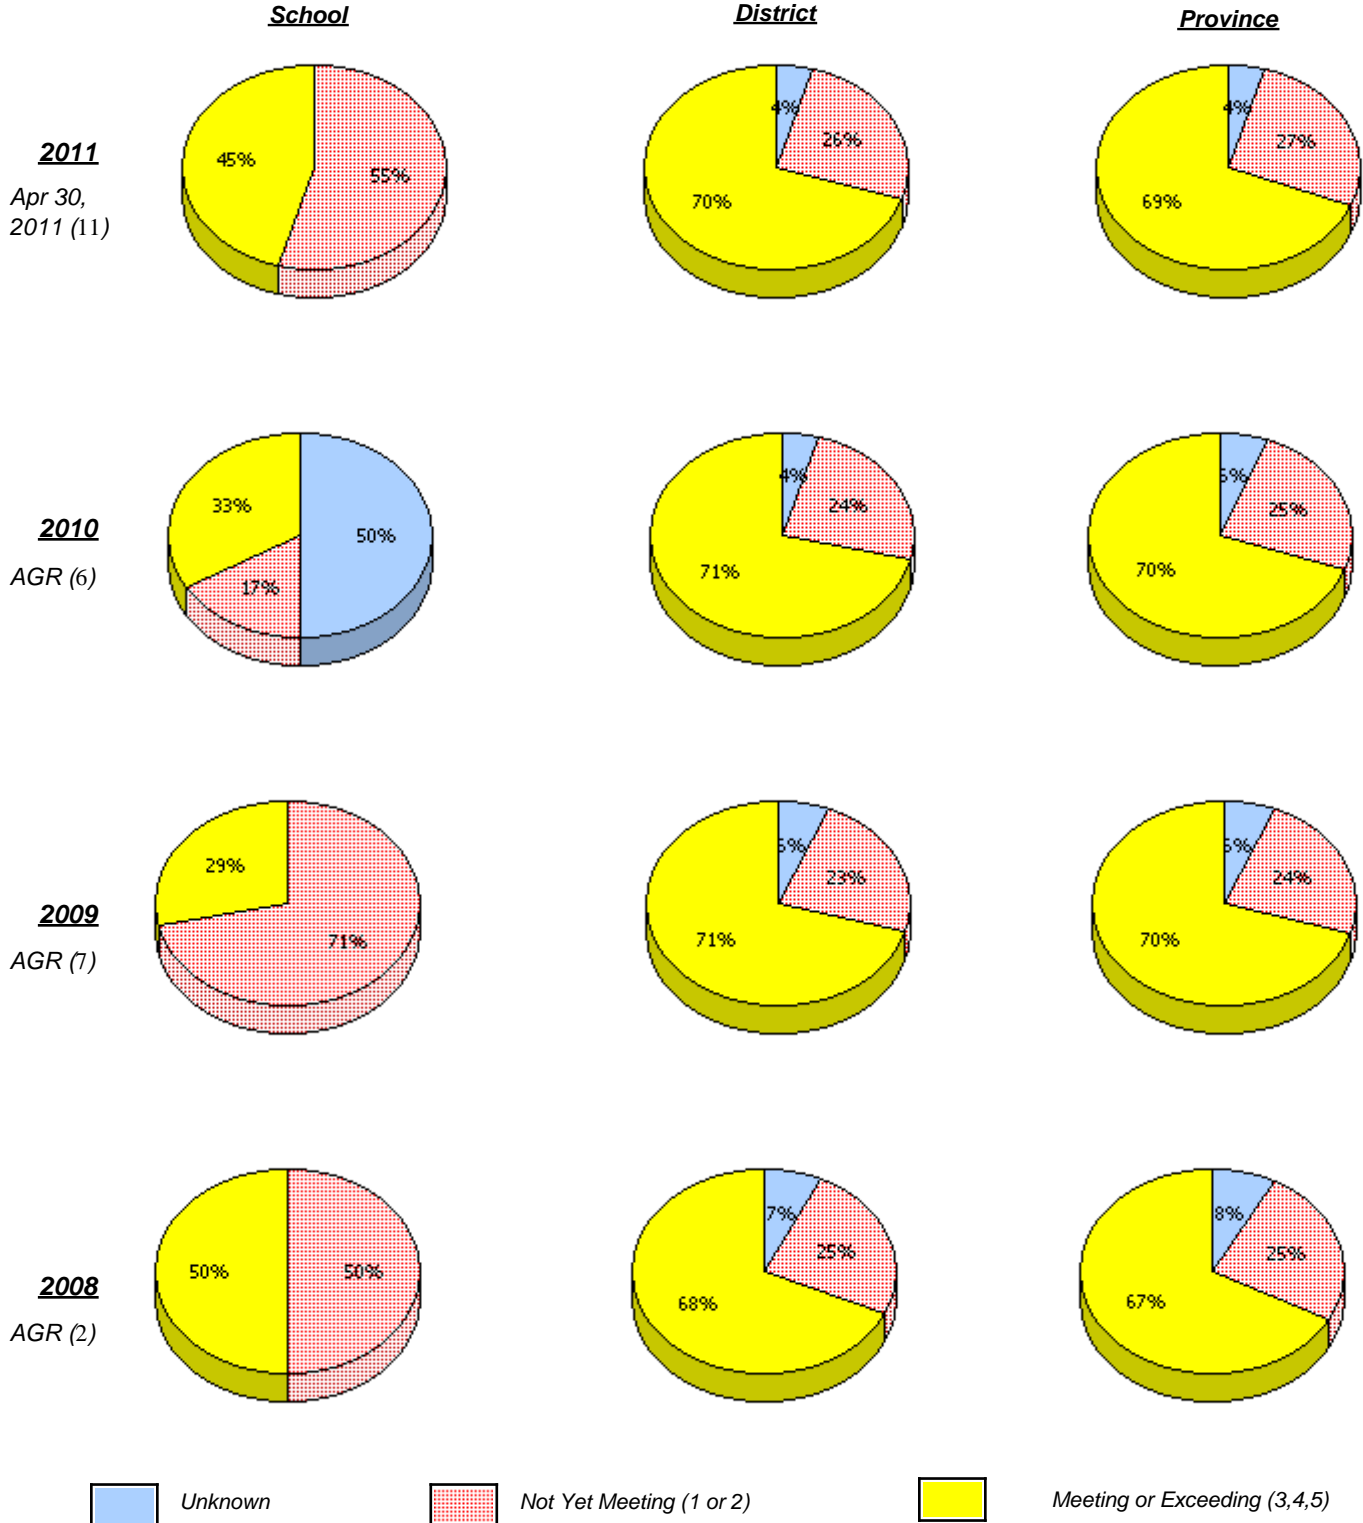 School District Province
45% 55% 4% 26% 70% 4% 27% 69%
2011
Apr 30,
2011 (11)
33% 50% 17% 4% 24% 71% 25% 70%
2010
AGR (6)
29% 71% 23% 71% 24% 70%
2009
AGR (7)
50% 50% 7% 25% 68% 8% 25% 67%
2008
AGR (2)
Unknown Not Yet Meeting (1 or 2) Meeting or Exceeding (3,4,5)